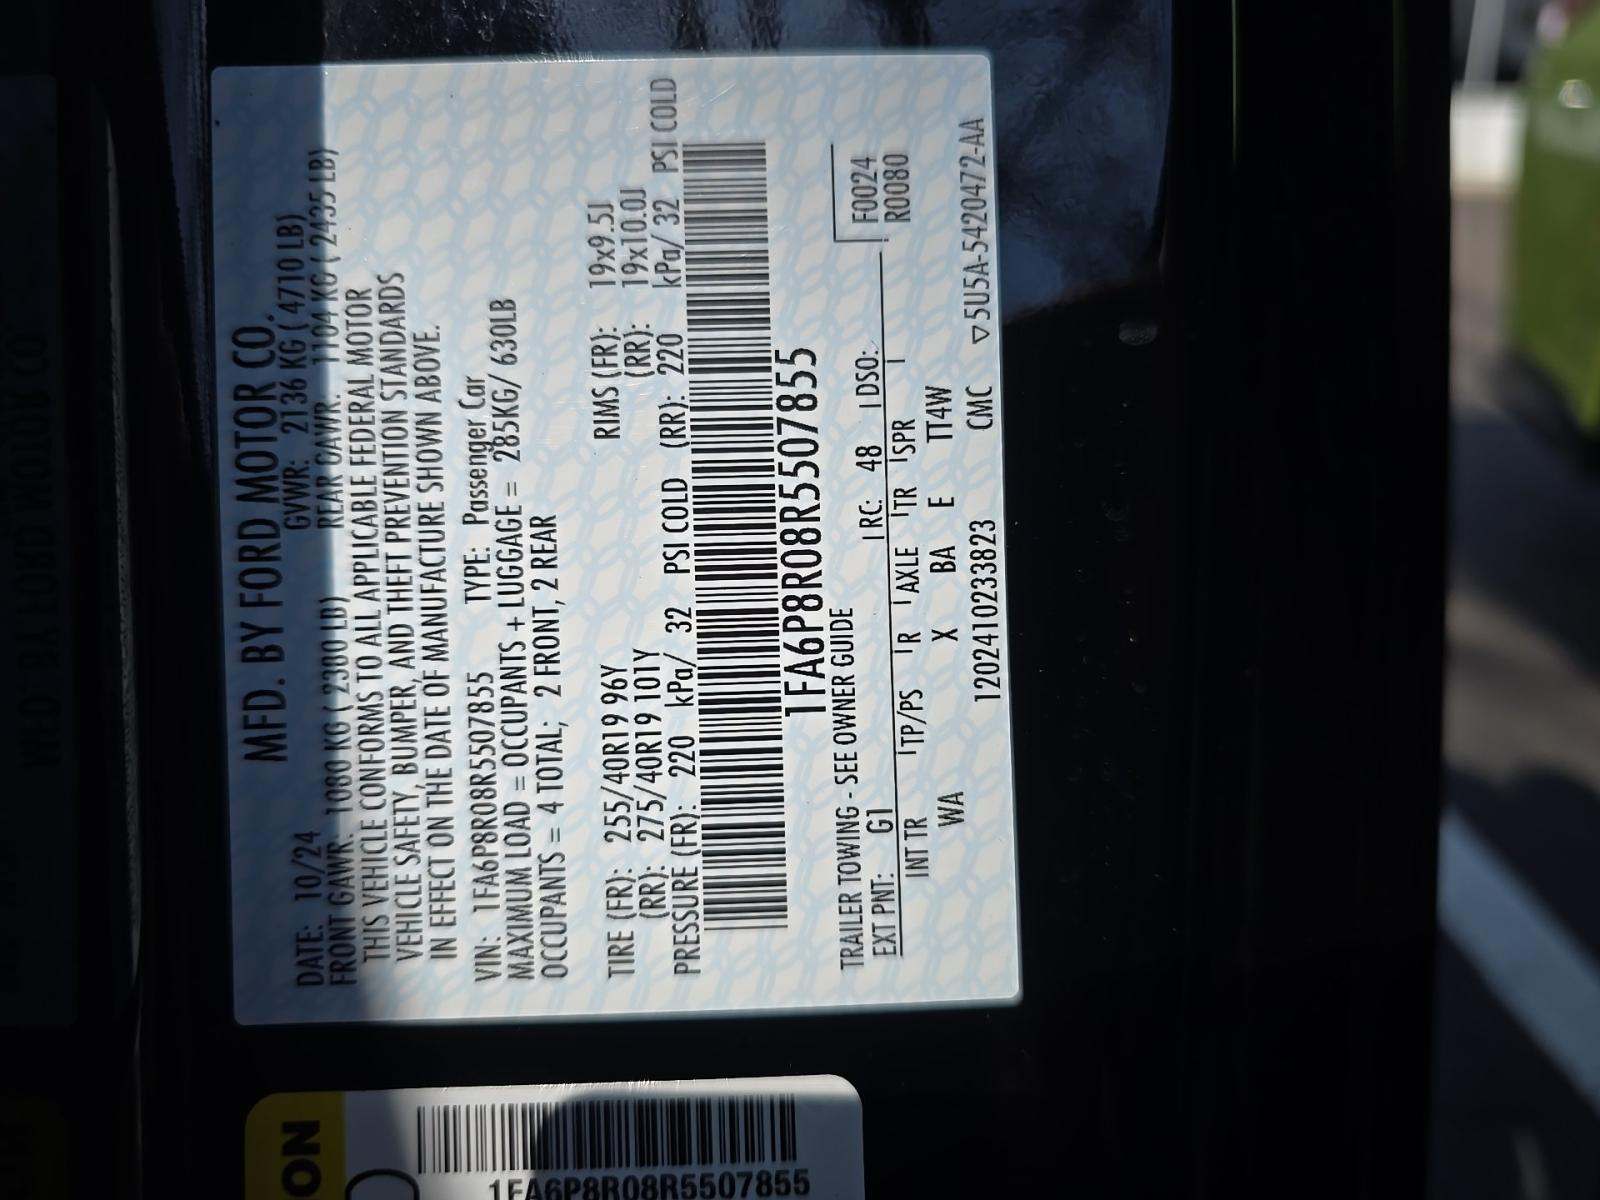 MFD. BY FORD MOTOR CO.
DATE: 10/24 GVWR: 2136 KG ( 4710 LB)
FRONT GAWR: 1080 KG ( 2380 LB) REAR GAWR: 1104 KG ( 2435 LB)
THIS VEHICLE CONFORMS TO ALL APPLICABLE FEDERAL MOTOR
VEHICLE SAFETY, BUMPER, AND THEFT PREVENTION STANDARDS
IN EFFECT ON THE DATE OF MANUFACTURE SHOWN ABOVE.
VIN: 1FA6P8R08R5507855 TYPE: Passenger Car
MAXIMUM LOAD = OCCUPANTS + LUGGAGE = 285KG/ 630LB
OCCUPANTS = 4 TOTAL; 2 FRONT, 2 REAR
TIRE (FR): 255/40R19 96Y RIMS (FR): 19x9.5J
(RR): 275/40R19 101Y (RR): 19x10.0J
PRESSURE (FR): 220 kPa/ 32 PSI COLD (RR): 220 kPa/ 32 PSI COLD
1FA6P8R08R5507855
TRAILER TOWING - SEE OWNER GUIDE
F0024
EXT PNT: G1 RC: 48 DSO: R0080
INT TR TP/PS R AXLE TR SPR
WA X BA E TT4W
1202410233823 CMC ▽5U5A-5420472-AA
ON
1FA6P8R08R5507855